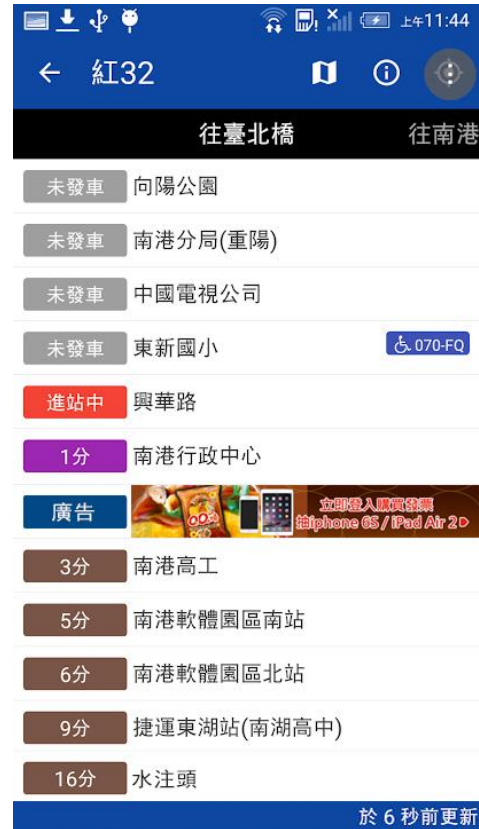 上午11:44
紅32
往臺北橋 往南港
未發車 向陽公園
未發車 南港分局(重陽)
未發車 中國電視公司
未發車 東新國小 070-FQ
進站中 興華路
1分 南港行政中心
廣告 立即登入購買發票
抽iphone 6S / iPad Air 2
3分 南港高工
5分 南港軟體園區南站
6分 南港軟體園區北站
9分 捷運東湖站(南湖高中)
16分 水注頭
於 6 秒前更新